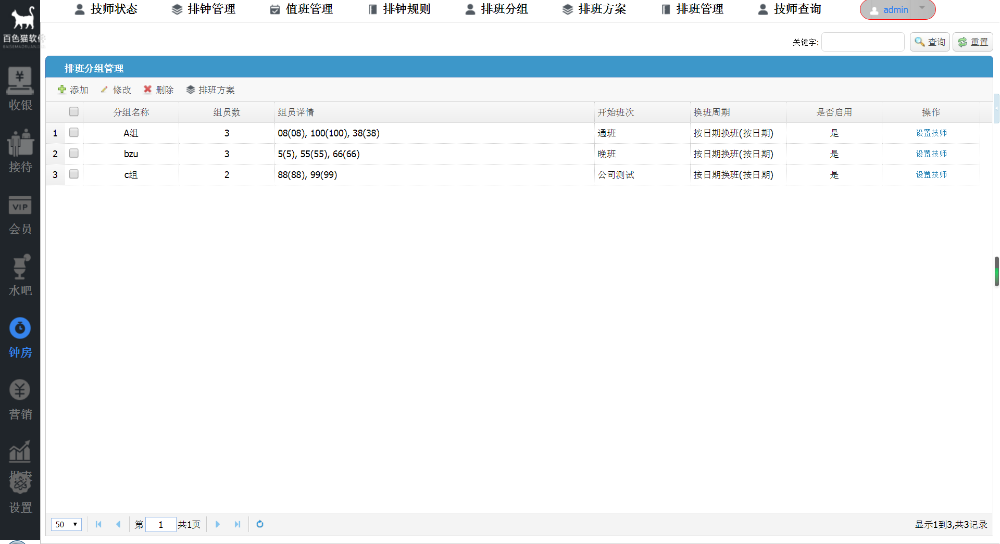 技师状态 排钟管理 值班管理 排钟规则 排班分组 排班方案 排班管理 技师查询 admin
百色猫软件
关键字: 查询 重置
排班分组管理
添加 修改 删除 排班方案
分组名称 组员数 组员详情 开始班次 换班周期 是否启用 操作
1 A组 3 08(08), 100(100), 38(38) 通班 按日期换班(按日期) 是 设置技师
2 bzu 3 5(5), 55(55), 66(66) 晚班 按日期换班(按日期) 是 设置技师
3 c组 2 88(88), 99(99) 公司测试 按日期换班(按日期) 是 设置技师
收银
接待
VIP
会员
水吧
钟房
营销
报表
设置
50 第 1 共1页 显示1到3,共3记录